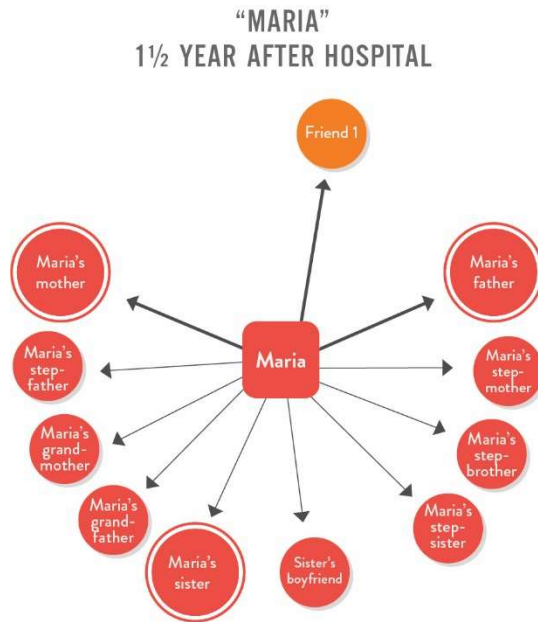 “MARIA”
1½ YEAR AFTER HOSPITAL
Friend 1
Maria’s
mother
Maria’s
father
Maria
Maria’s
step-
father
Maria’s
step-
mother
Maria’s
grand-
mother
Maria’s
step-
brother
Maria’s
grand-
father
Maria’s
step-
sister
Maria’s
sister
Sister’s
boyfriend